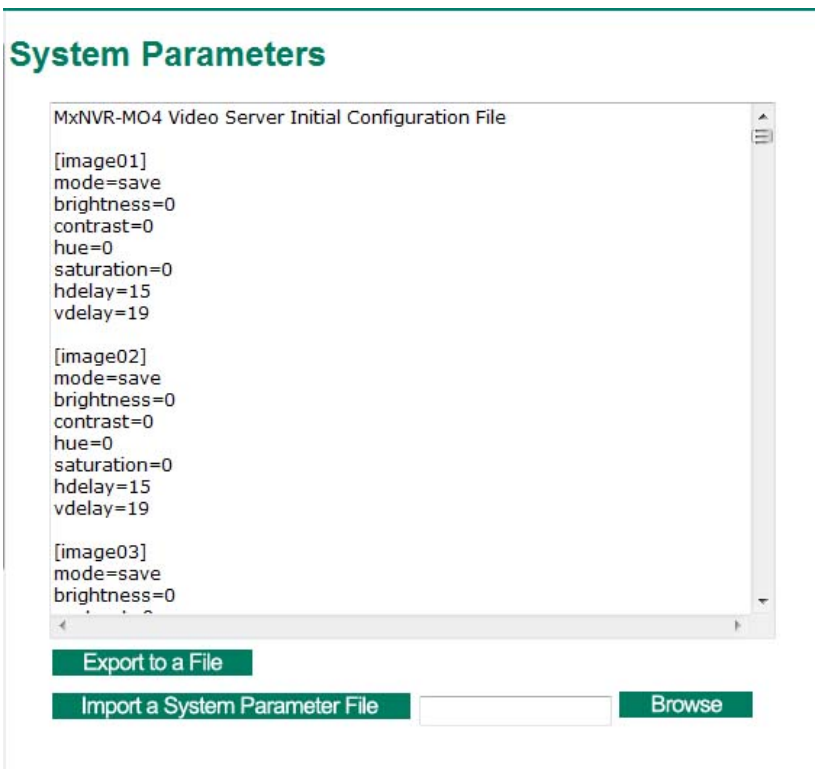 System Parameters
MxNVR-MO4 Video Server Initial Configuration File
[image01]
mode=save
brightness=0
contrast=0
hue=0
saturation=0
hdelay=15
vdelay=19
[image02]
mode=save
brightness=0
contrast=0
hue=0
saturation=0
hdelay=15
vdelay=19
[image03]
mode=save
brightness=0
Export to a File
Import a System Parameter File
Browse